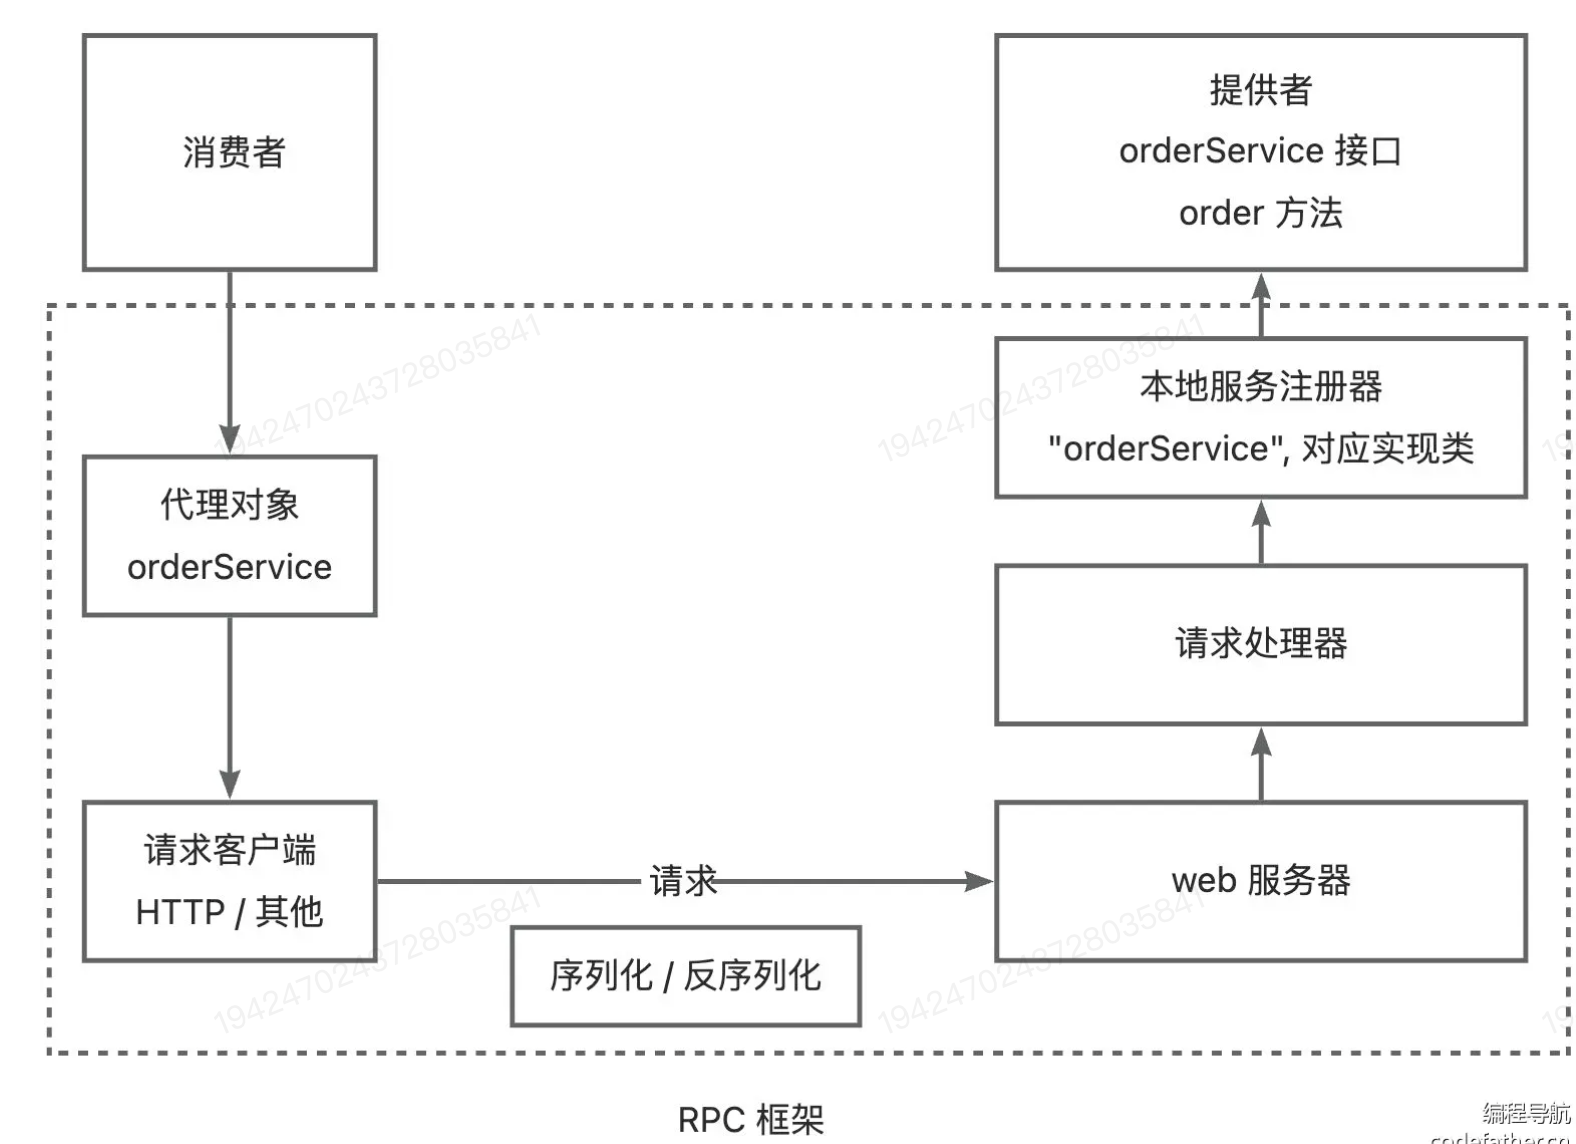 消费者
提供者
orderService 接口
order 方法
本地服务注册器
"orderService", 对应实现类
代理对象
orderService
请求处理器
请求客户端
HTTP / 其他
请求
web 服务器
序列化 / 反序列化
RPC 框架
编程导航
codefather.cn
1942470243728035841
1942470243728035841
1942470243728035841
1942470243728035841
19
19